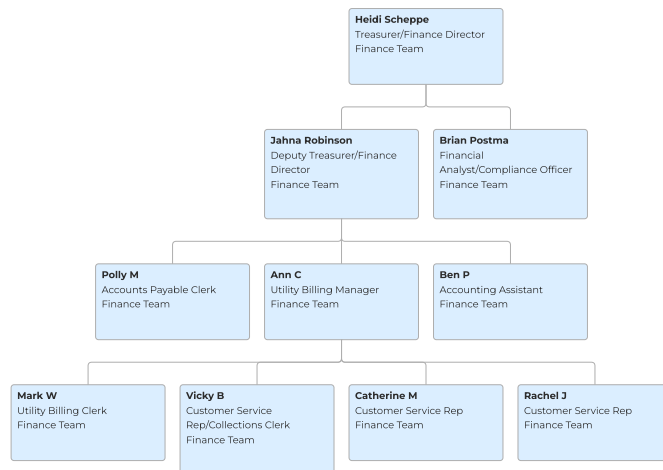 Heidi Scheppe
Treasurer/Finance Director
Finance Team
Jahna Robinson
Deputy Treasurer/Finance
Director
Finance Team
Brian Postma
Financial
Analyst/Compliance Officer
Finance Team
Polly M
Accounts Payable Clerk
Finance Team
Ann C
Utility Billing Manager
Finance Team
Ben P
Accounting Assistant
Finance Team
Mark W
Utility Billing Clerk
Finance Team
Vicky B
Customer Service
Rep/Collections Clerk
Finance Team
Catherine M
Customer Service Rep
Finance Team
Rachel J
Customer Service Rep
Finance Team